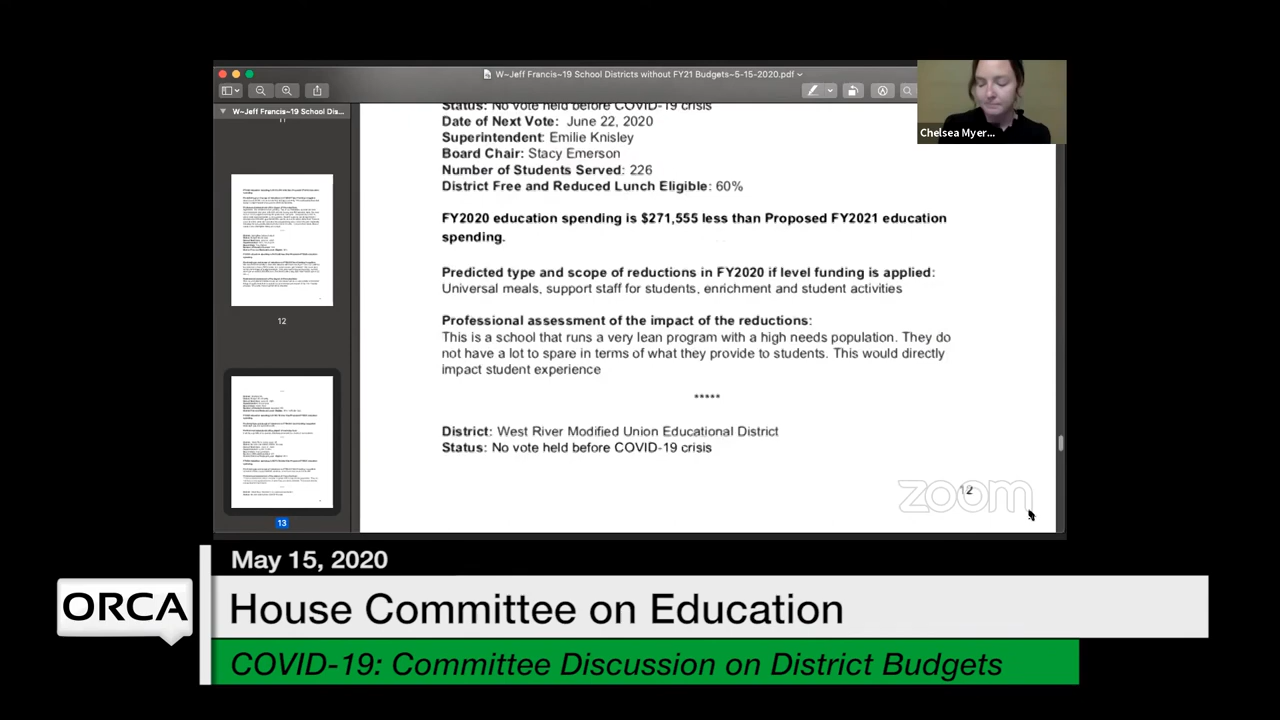 W~Jeff Francis~19 School Districts without FY21 Budgets~5-15-2020.pdf
W~Jeff Francis~19 School Dis...
Chelsea Myer...
Status: No vote held before COVID-19 crisis
Date of Next Vote: June 22, 2020
Superintendent: Emilie Knisley
Board Chair: Stacy Emerson
Number of Students Served: 226
District Free and Reduced Lunch Eligible: 60%
FY2020 education spending is $271,555 less than Proposed FY2021 education
spending.
Predicted type and scope of reductions in FY2020 if level funding is applied:
Universal meals, support staff for students, enrichment and student activities
Professional assessment of the impact of the reductions:
This is a school that runs a very lean program with a high needs population. They do
not have a lot to spare in terms of what they provide to students. This would directly
impact student experience
*****
District: West River Modified Union Educational District
Status: No vote held before COVID-19 crisis
12
zoom
12
13
May 15, 2020
ORCA
House Committee on Education
COVID-19: Committee Discussion on District Budgets